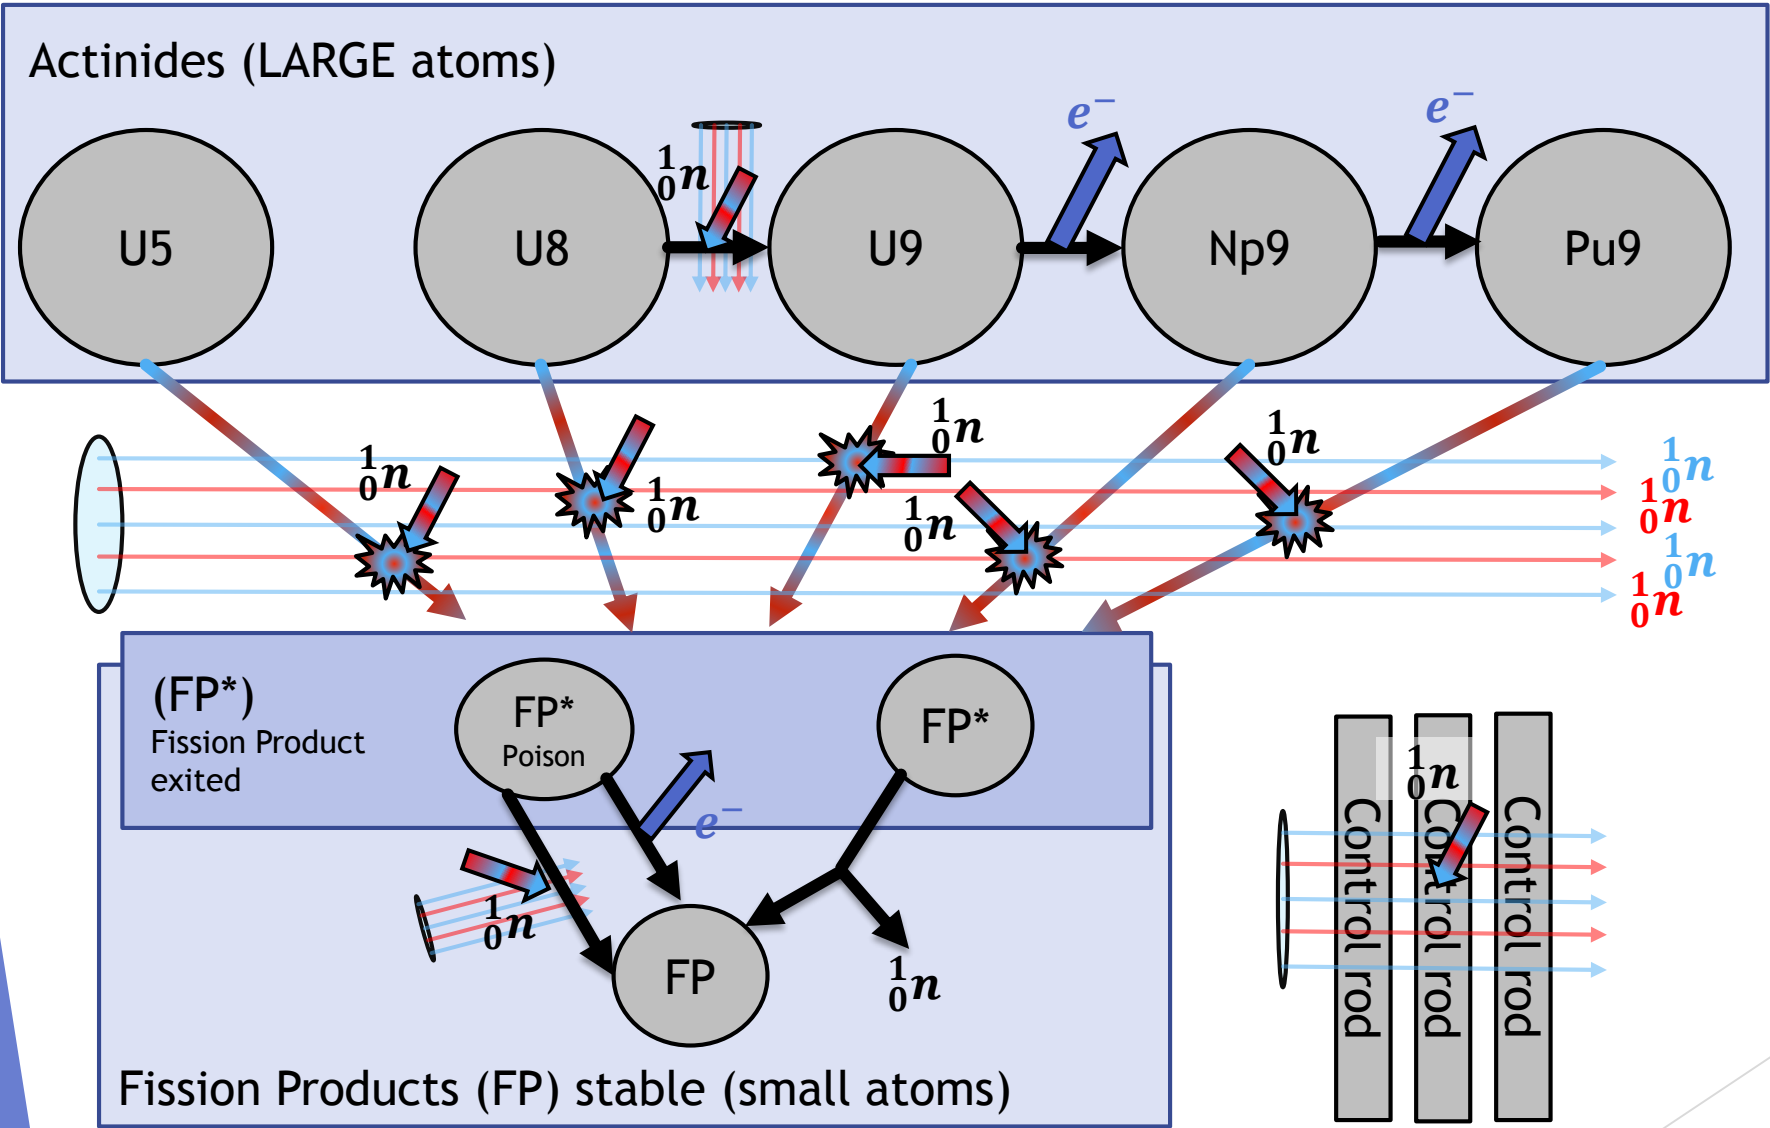 Actinides (LARGE atoms)
U5
U8
¹₀n
U9
e⁻
Np9
e⁻
Pu9
¹₀n
¹₀n
¹₀n
¹₀n
¹₀n
¹₀n
¹₀n
¹₀n
¹₀n
(FP*)
Fission Product
exited
FP*
Poison
FP*
e⁻
¹₀n
FP
¹₀n
Fission Products (FP) stable (small atoms)
¹₀n
Control rod
Control rod
Control rod